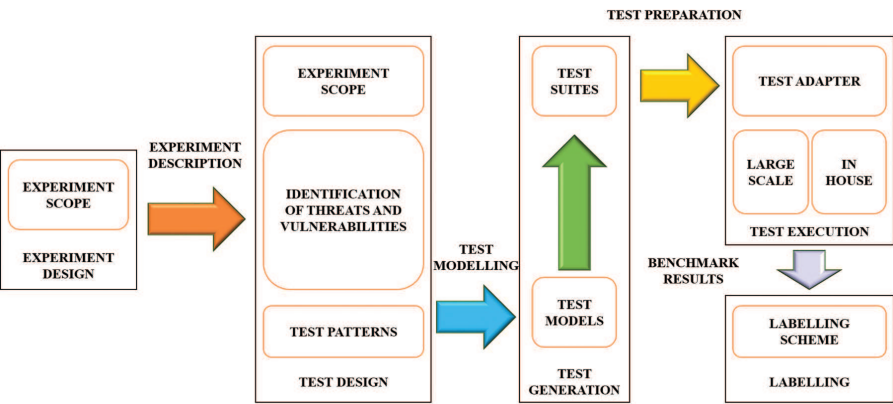 EXPERIMENT
SCOPE
EXPERIMENT
DESIGN
EXPERIMENT
DESCRIPTION
EXPERIMENT
SCOPE
IDENTIFICATION
OF THREATS AND
VULNERABILITIES
TEST PATTERNS
TEST DESIGN
TEST
MODELLING
TEST
SUITES
TEST
MODELS
TEST
GENERATION
TEST PREPARATION
TEST ADAPTER
LARGE
SCALE
IN
HOUSE
TEST EXECUTION
BENCHMARK
RESULTS
LABELLING
SCHEME
LABELLING